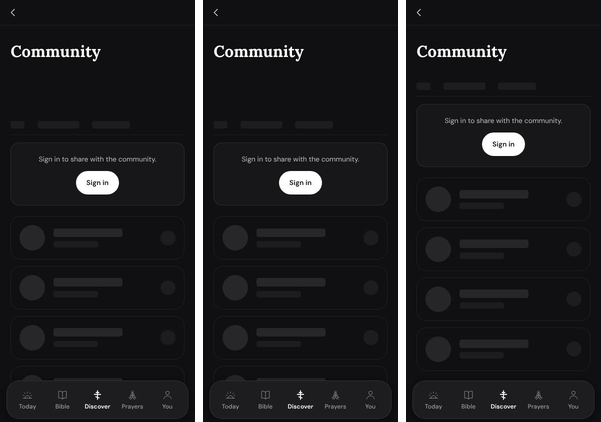 Community
Sign in to share with the community.
Sign in
Today Bible Discover Prayers You
Community
Sign in to share with the community.
Sign in
Today Bible Discover Prayers You
Community
Sign in to share with the community.
Sign in
Today Bible Discover Prayers You